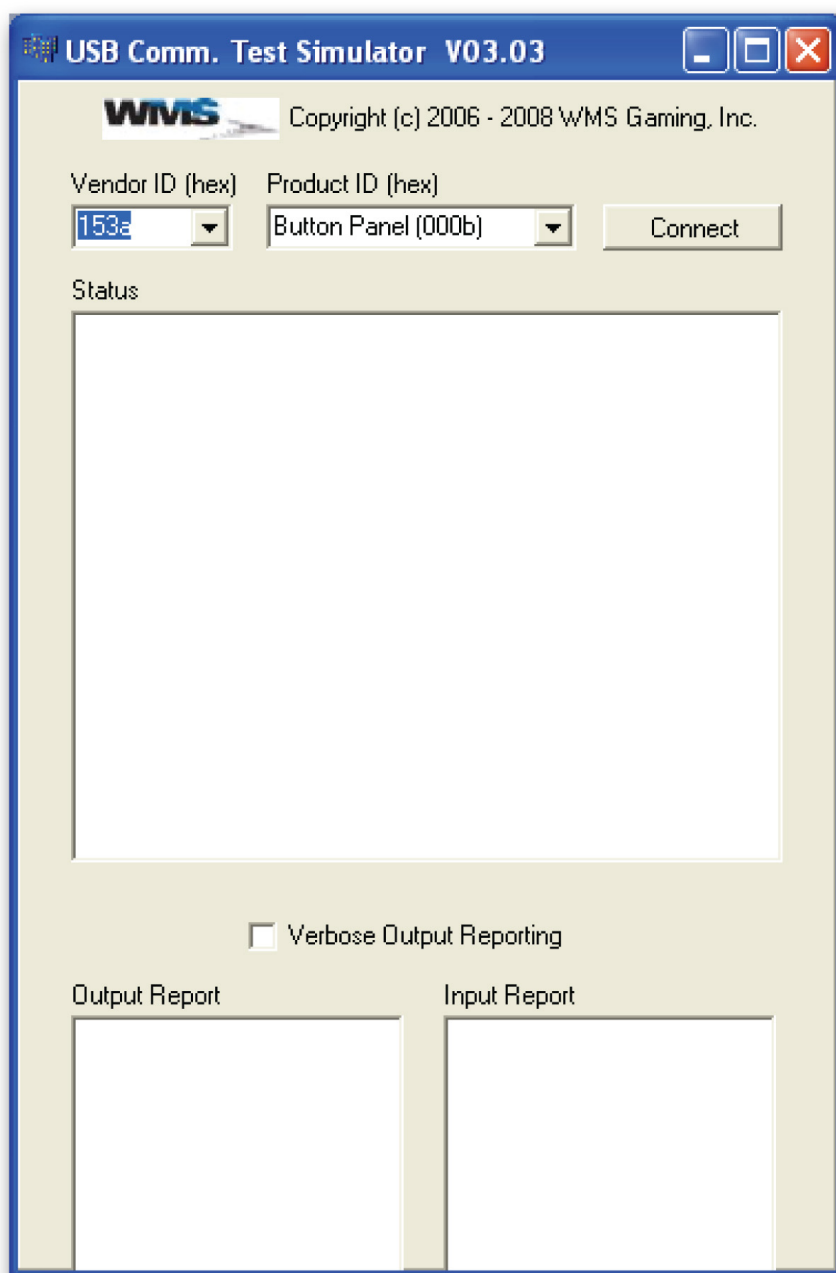 USB Comm. Test Simulator V03.03
WMS Copyright (c) 2006 - 2008 WMS Gaming, Inc.
Vendor ID (hex) Product ID (hex)
153a Button Panel (000b) Connect
Status
Verbose Output Reporting
Output Report Input Report